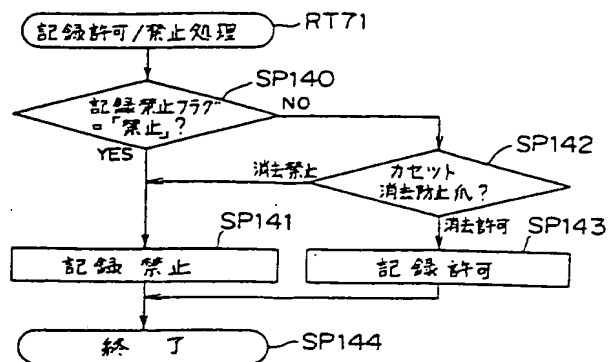 記録許可/禁止処理
RT71
SP140
記録禁止フラグ
=「禁止」?
NO
YES
SP142
カセット
消去防止爪?
消去禁止
消去許可
SP141
記録禁止
SP143
記録許可
終了
SP144